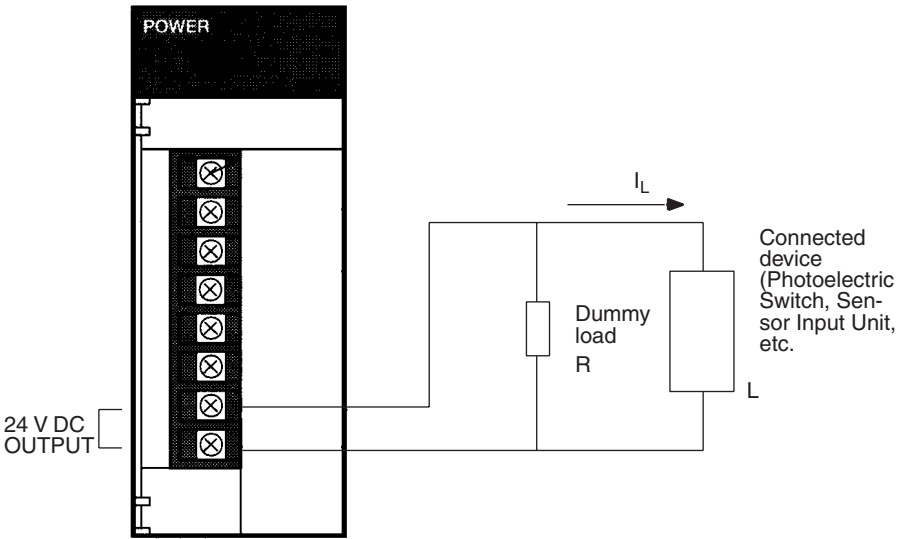 POWER
I_L
Connected
device
(Photoelectric
Switch, Sen-
sor Input Unit,
etc.
Dummy
load
R
L
24 V DC
OUTPUT